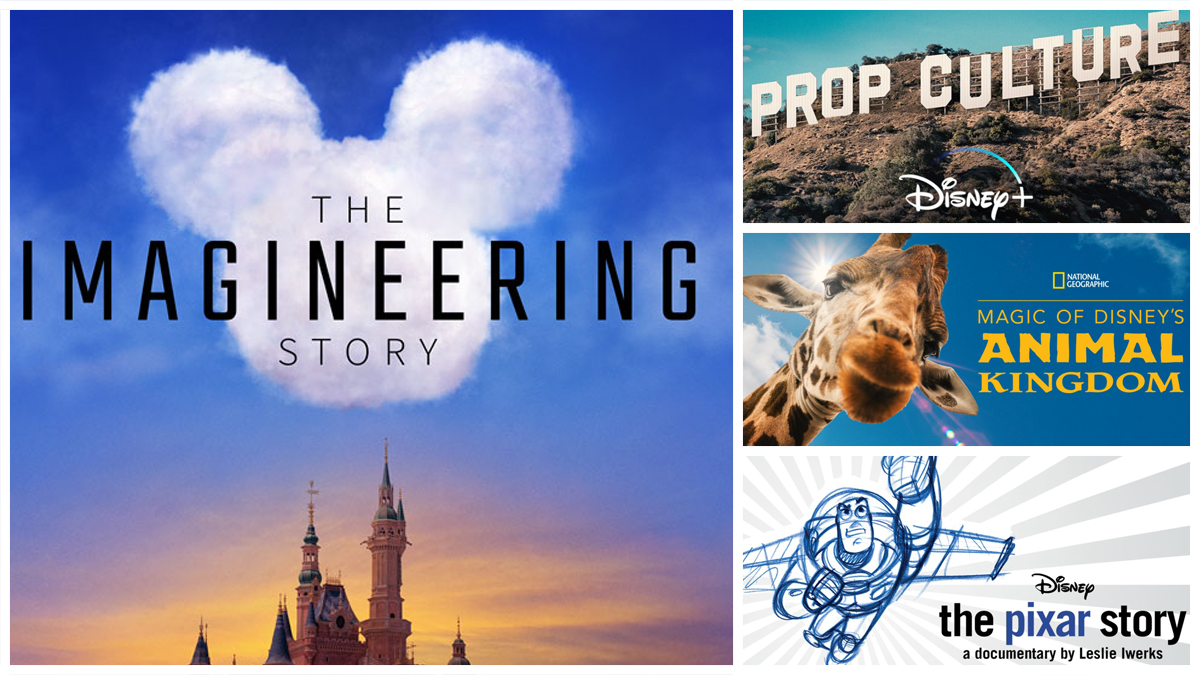 THE
IMAGINEERING
STORY
PROP CULTURE
Disney+
NATIONAL
GEOGRAPHIC
MAGIC OF DISNEY'S
ANIMAL
KINGDOM
Disney
the pixar story
a documentary by Leslie Iwerks